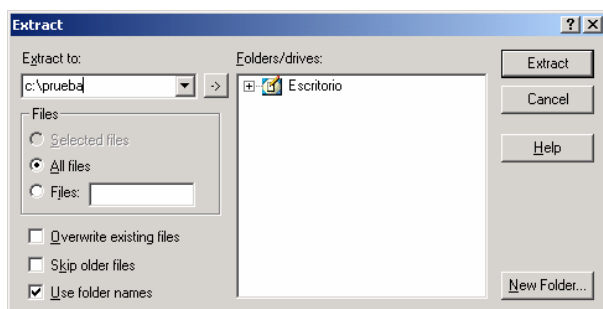 Extract
Extract to:
c:\prueba
->
Files
Selected files
All files
Files:
Overwrite existing files
Skip older files
Use folder names
Folders/drives:
Escritorio
Extract
Cancel
Help
New Folder...